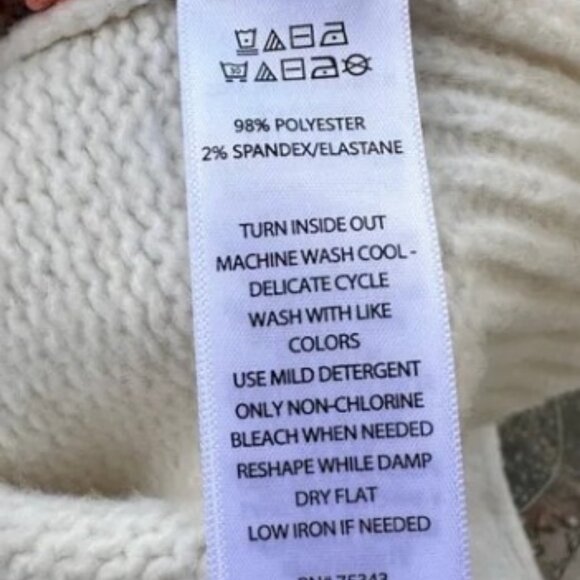 30
98% POLYESTER
2% SPANDEX/ELASTANE
TURN INSIDE OUT
MACHINE WASH COOL -
DELICATE CYCLE
WASH WITH LIKE
COLORS
USE MILD DETERGENT
ONLY NON-CHLORINE
BLEACH WHEN NEEDED
RESHAPE WHILE DAMP
DRY FLAT
LOW IRON IF NEEDED